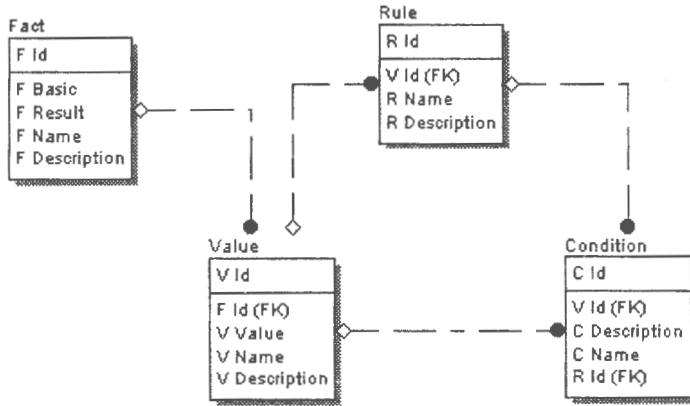 Fact
F Id
F Basic
F Result
F Name
F Description
Rule
R Id
V Id (FK)
R Name
R Description
Value
V Id
F Id (FK)
V Value
V Name
V Description
Condition
C Id
V Id (FK)
C Description
C Name
R Id (FK)